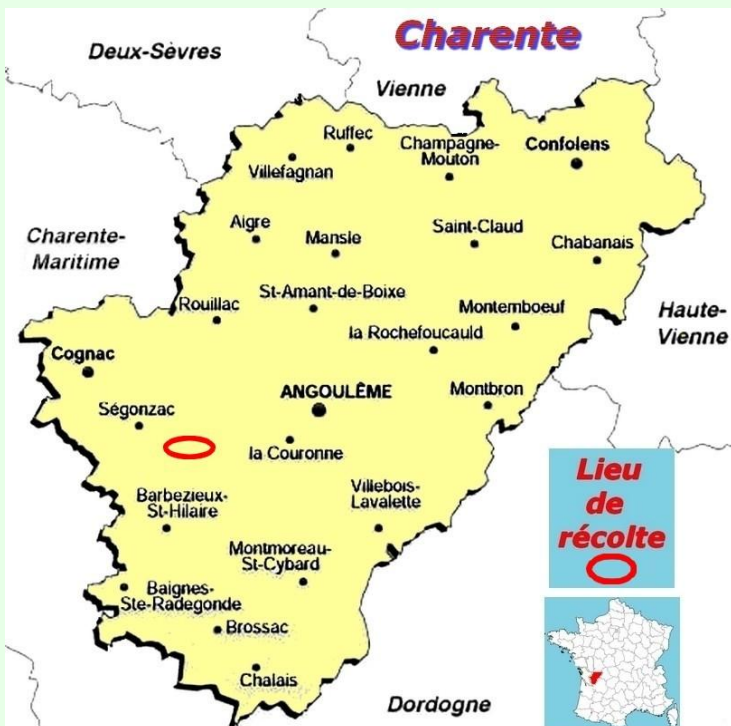 Charente
Deux-Sèvres
Vienne
Ruffec
Champagne-
Mouton
Confolens
Villefagnan
Charente-
Maritime
Aigre
Mansle
Saint-Claud
Chabanais
Rouillac
St-Amant-de-Boixe
Montemboeuf
Haute-
Vienne
la Rochefoucauld
Cognac
ANGOULÊME
Montbron
Ségonzac
la Couronne
Lieu
de
récolte
Barbezieux-
St-Hilaire
Villebois-
Lavalette
Montmoreau-
St-Cybard
Baignes-
Ste-Radegonde
Brossac
Chalais
Dordogne